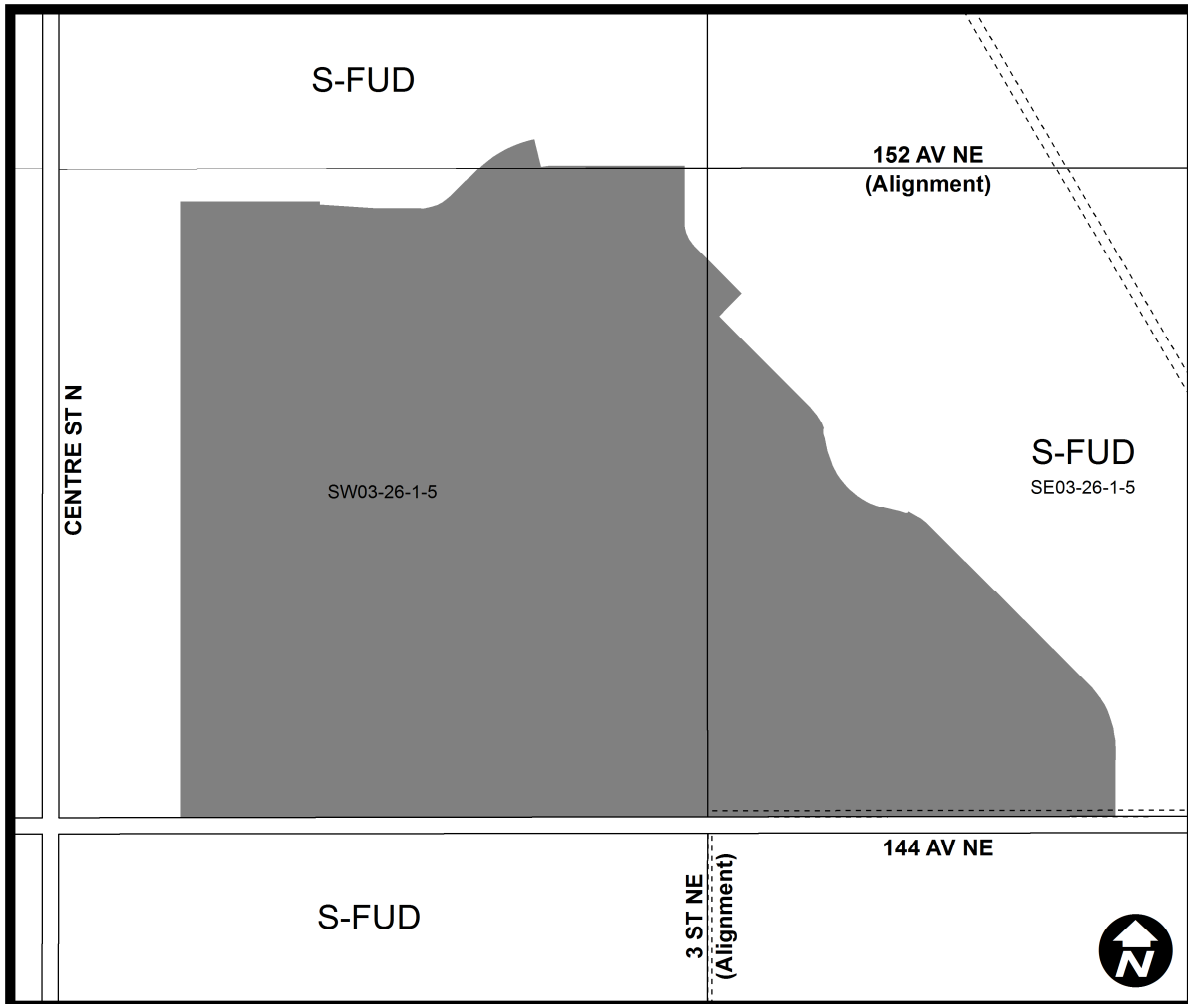 S-FUD
152 AV NE
(Alignment)
CENTRE ST N
S-FUD
SE03-26-1-5
SW03-26-1-5
144 AV NE
3 ST NE
(Alignment)
S-FUD
N